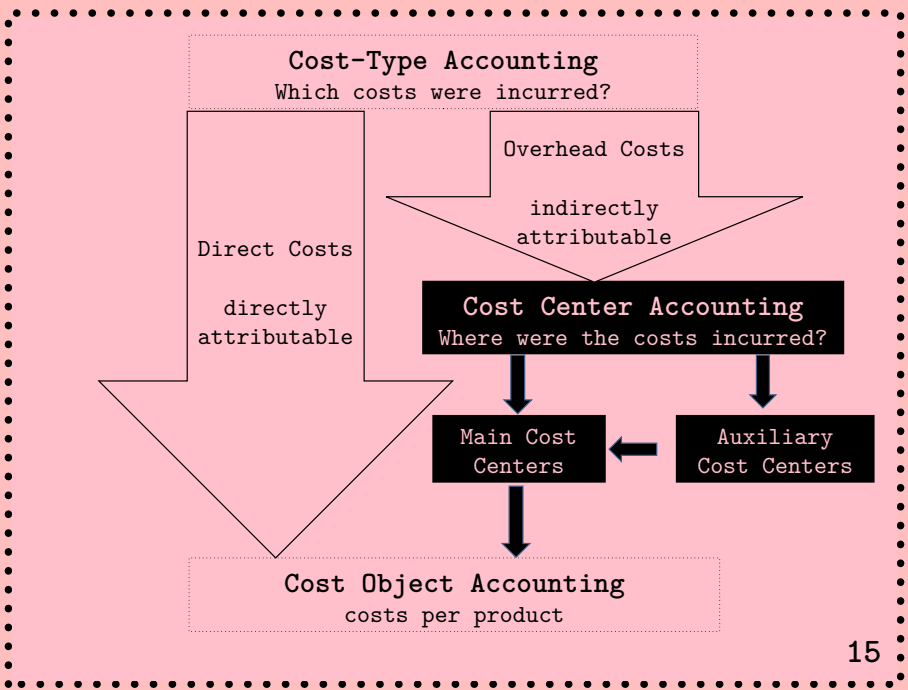 Cost-Type Accounting
Which costs were incurred?
Overhead Costs
indirectly
attributable
Direct Costs
directly
attributable
Cost Center Accounting
Where were the costs incurred?
Main Cost
Centers
Auxiliary
Cost Centers
Cost Object Accounting
costs per product
15